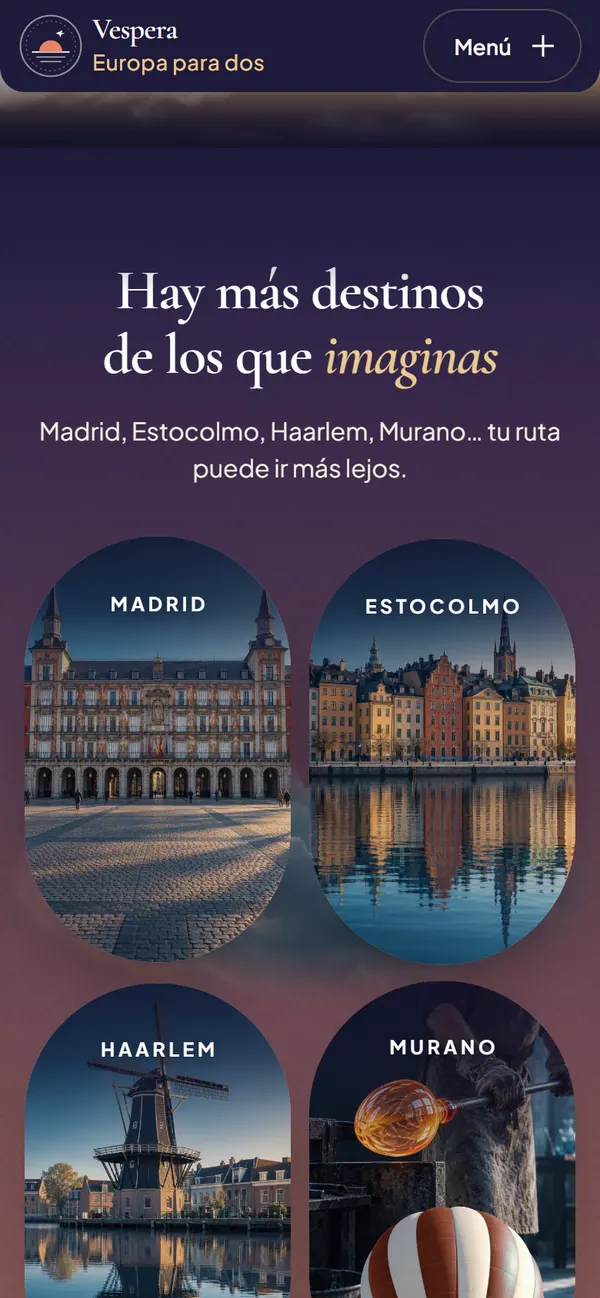 Vespera
Europa para dos
Menú
Hay más destinos
de los que imaginas
Madrid, Estocolmo, Haarlem, Murano... tu ruta
puede ir más lejos.
MADRID
ESTOCOLMO
HAARLEM
MURANO